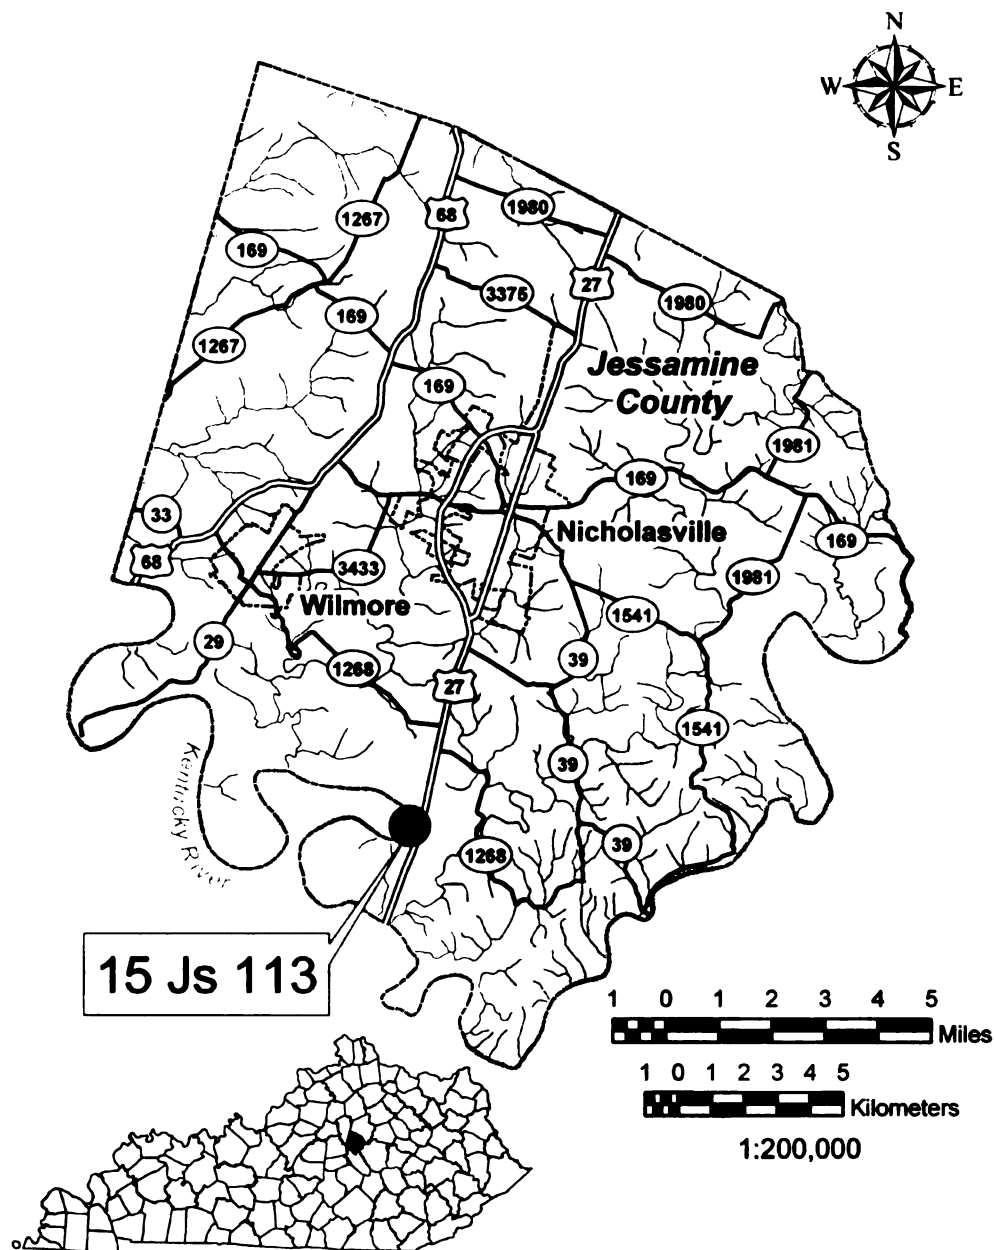 N
W E
S
1267
68
1980
169
27
3375
1980
169
1267
Jessamine
County
169
1981
169
33
Nicholasville
169
68
3433
1981
Wilmore
1541
29
39
1268
27
1541
Kentucky River
39
39
1268
15 Js 113
1 0 1 2 3 4 5
Miles
1 0 1 2 3 4 5
Kilometers
1:200,000